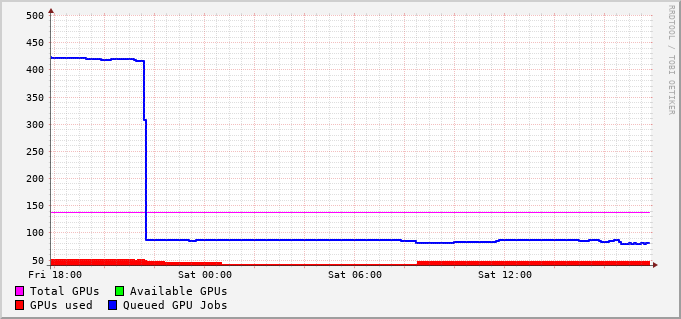 500
450
400
350
300
250
200
150
100
50
Fri 18:00 Sat 00:00 Sat 06:00 Sat 12:00
Total GPUs Available GPUs
GPUs used Queued GPU Jobs
RRDTOOL / TOBI OETIKER